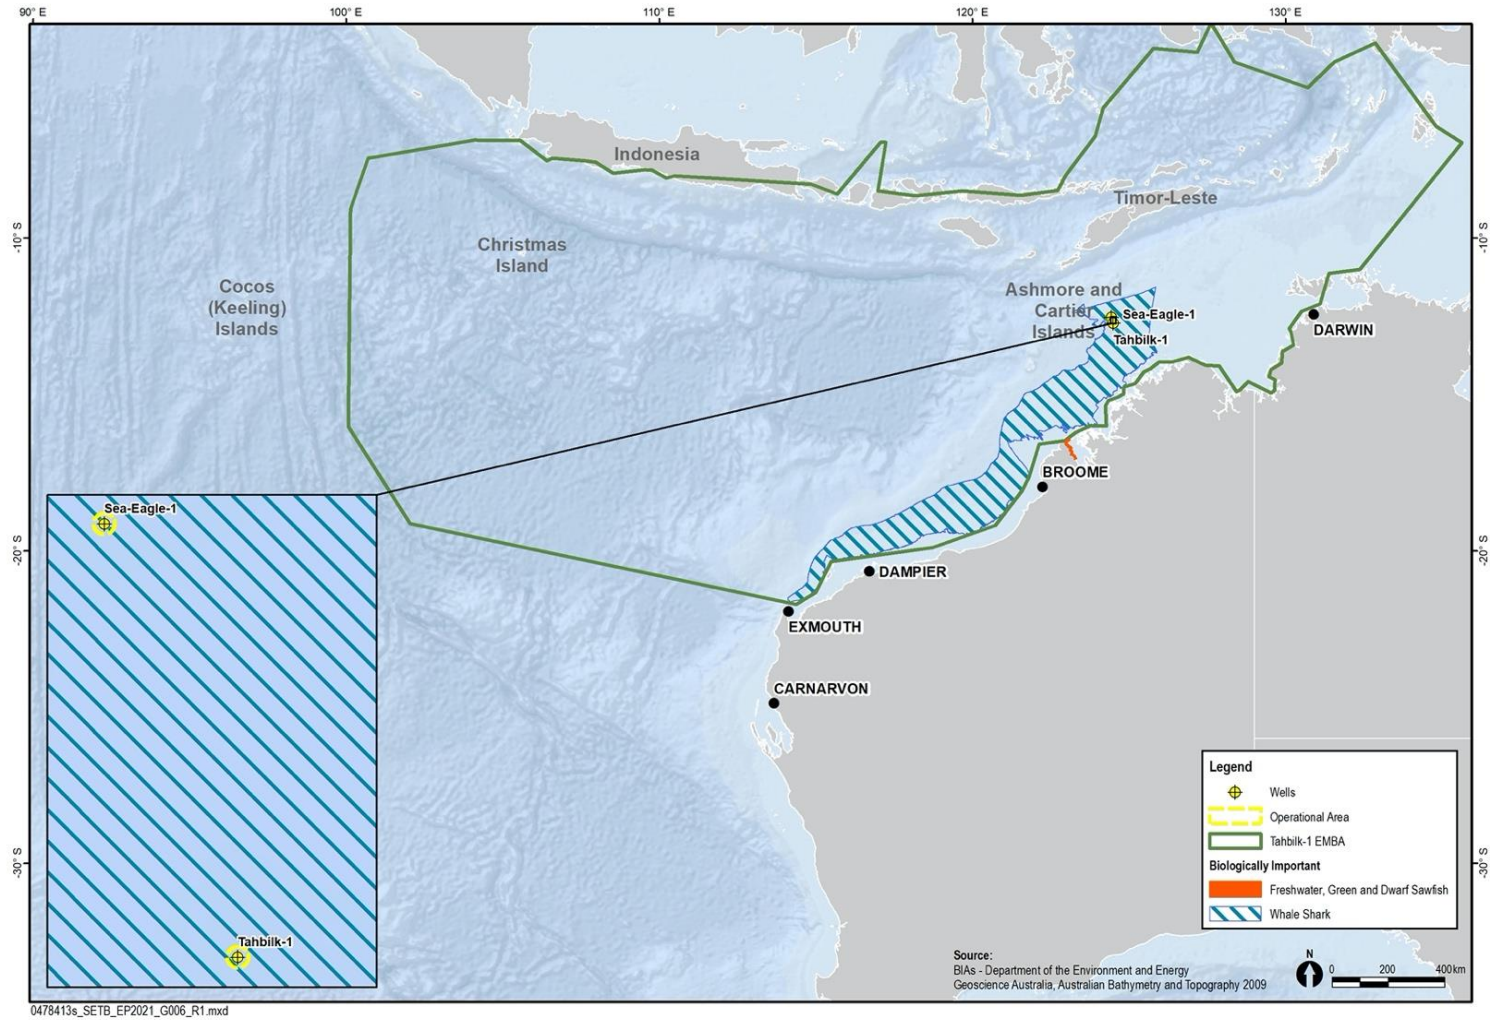 90° E
100° E
110° E
120° E
130° E
Indonesia
Timor-Leste
-10° S
-10° S
Christmas
Island
Cocos
(Keeling)
Islands
Ashmore and
Cartier
Islands
Sea-Eagle-1
Tahbilk-1
DARWIN
BROOME
Sea-Eagle-1
-20° S
-20° S
DAMPIER
EXMOUTH
CARNARVON
Legend
Wells
Operational Area
Tahbilk-1 EMBA
Biologically Important
Freshwater, Green and Dwarf Sawfish
Whale Shark
-30° S
-30° S
Tahbilk-1
Source:
BIAs - Department of the Environment and Energy
Geoscience Australia, Australian Bathymetry and Topography 2009
N
0 200 400km
0478413s_SETB_EP2021_G006_R1.mxd